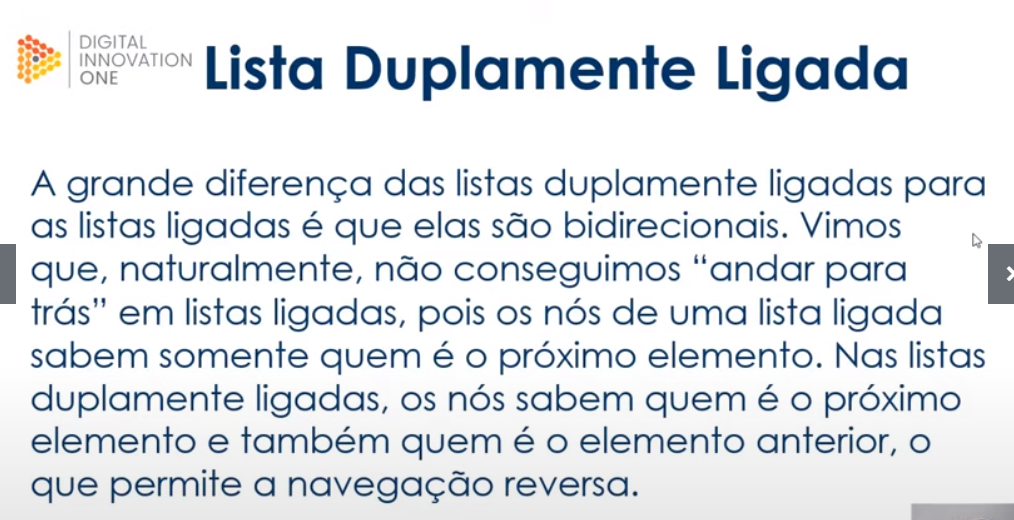 DIGITAL
INNOVATION
ONE
Lista Duplamente Ligada
A grande diferença das listas duplamente ligadas para
as listas ligadas é que elas são bidirecionais. Vimos
que, naturalmente, não conseguimos “andar para
trás” em listas ligadas, pois os nós de uma lista ligada
sabem somente quem é o próximo elemento. Nas listas
duplamente ligadas, os nós sabem quem é o próximo
elemento e também quem é o elemento anterior, o
que permite a navegação reversa.